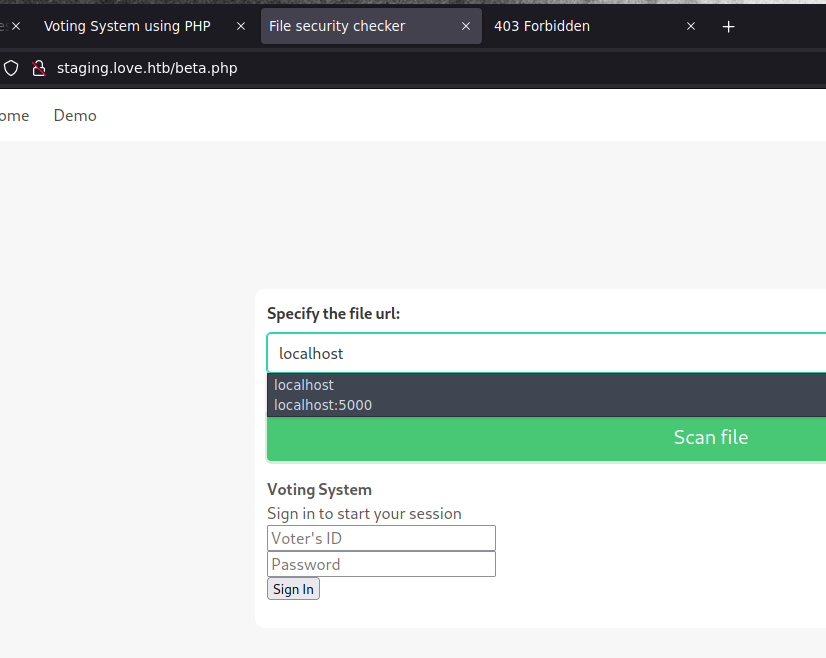 Voting System using PHP File security checker 403 Forbidden
staging.love.htb/beta.php
ome Demo
Specify the file url:
localhost
localhost
localhost:5000
Scan file
Voting System
Sign in to start your session
Voter's ID
Password
Sign In